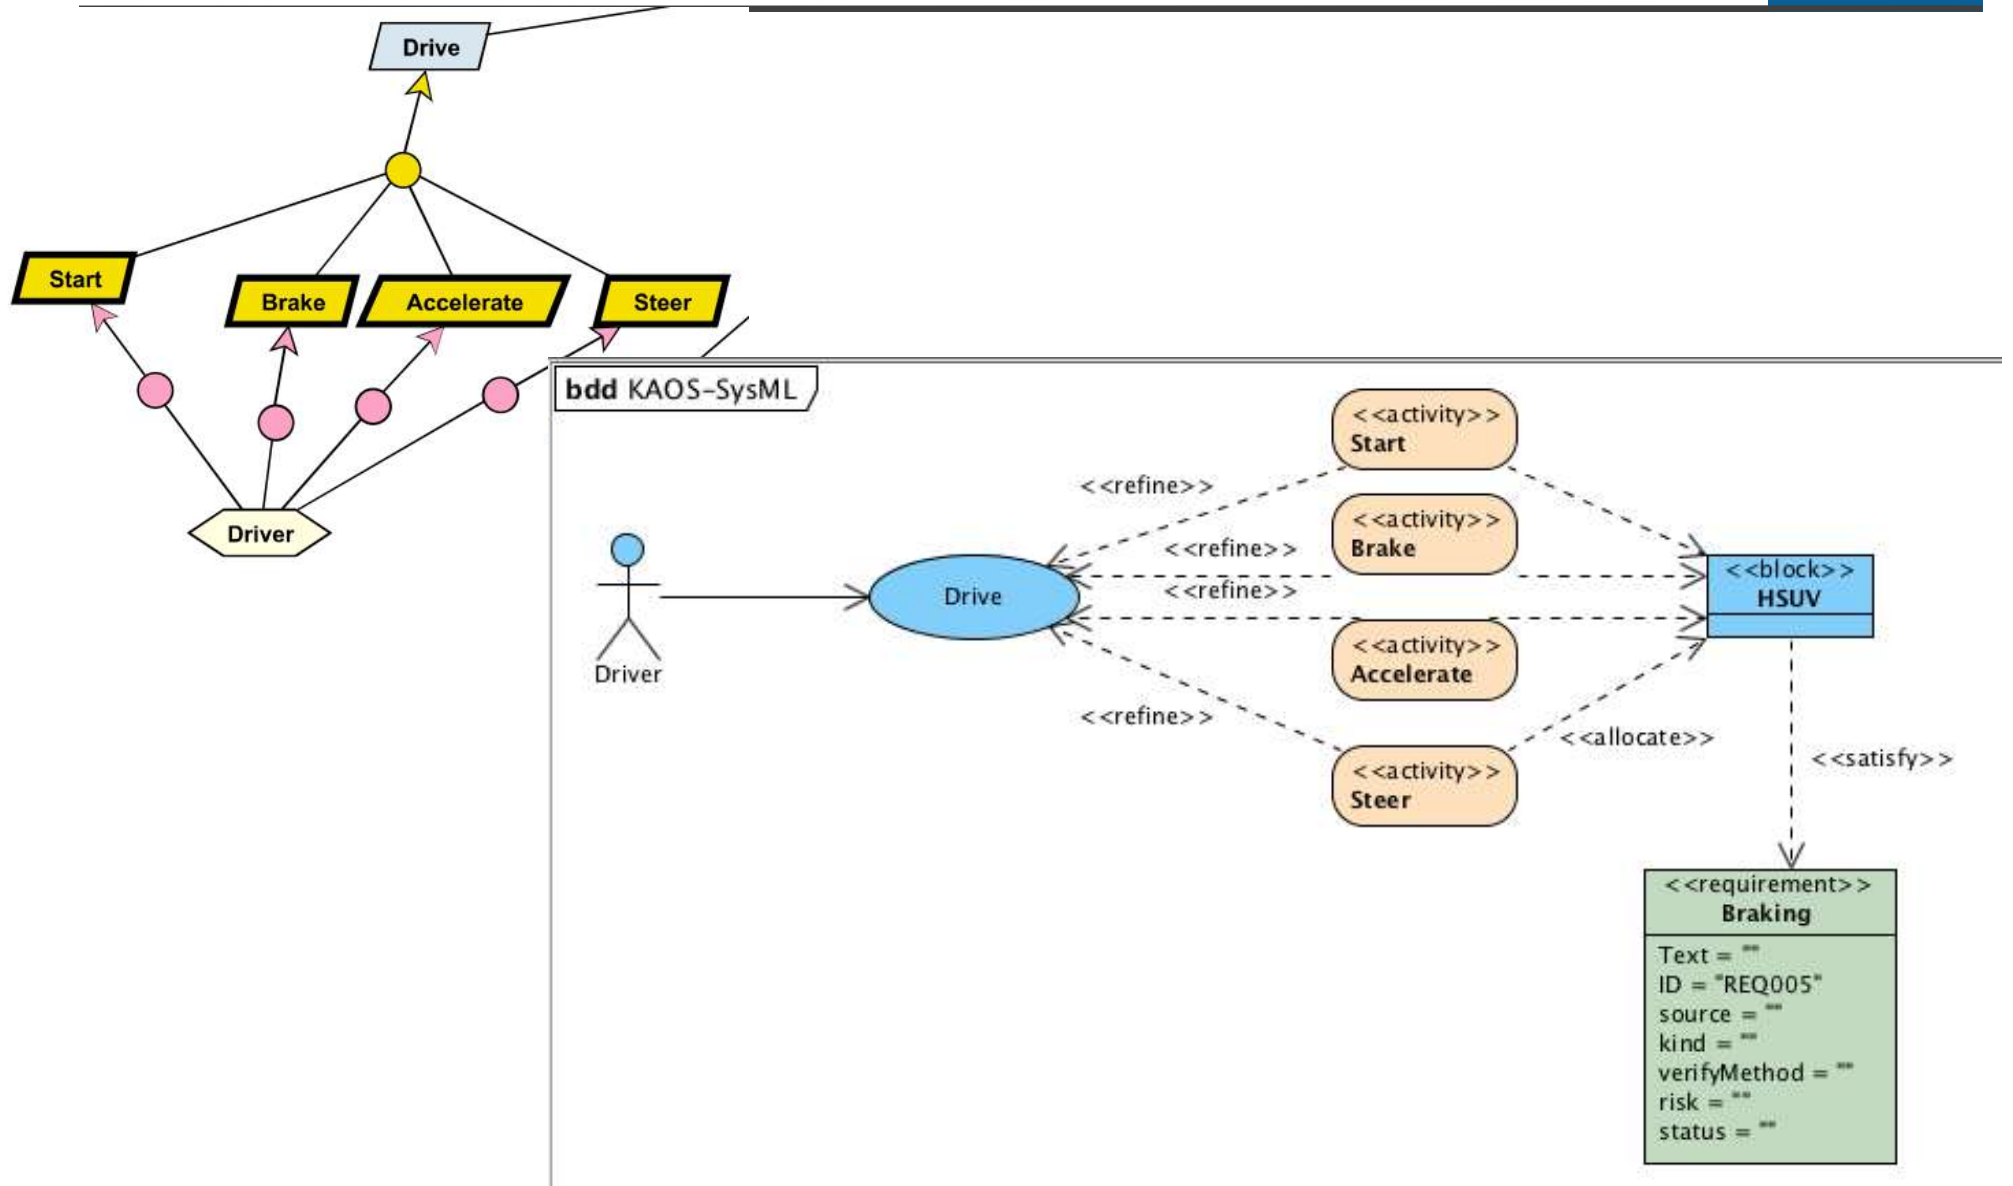 Drive
Start
Brake
Accelerate
Steer
Driver
bdd KAOS-SysML
<<activity>>
Start
<<refine>>
<<activity>>
Brake
<<refine>>
<<refine>>
Drive
<<block>>
HSUV
<<activity>>
Accelerate
Driver
<<refine>>
<<allocate>>
<<satisfy>>
<<activity>>
Steer
<<requirement>>
Braking
Text = ""
ID = "REQ005"
source = ""
kind = ""
verifyMethod = ""
risk = ""
status = ""